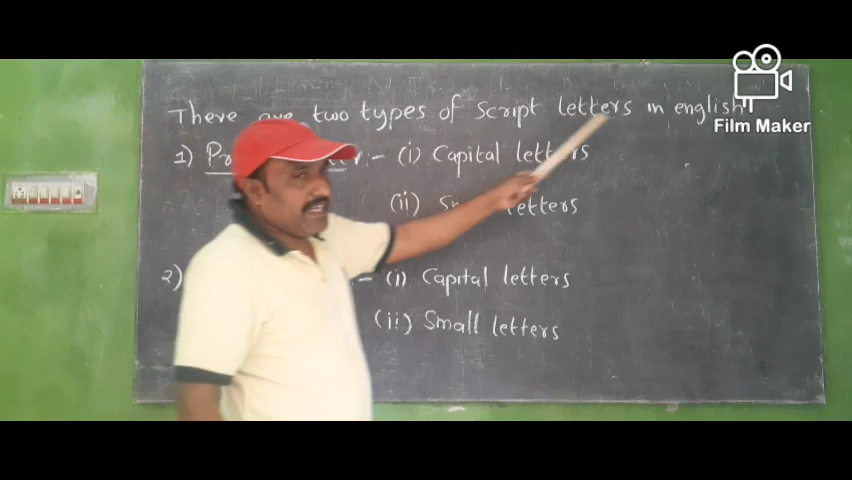 There are two types of Script letters in english
Film Maker
1) :- (i) Capital letters
(ii) letters
2) :- (i) Capital letters
(ii) Small letters